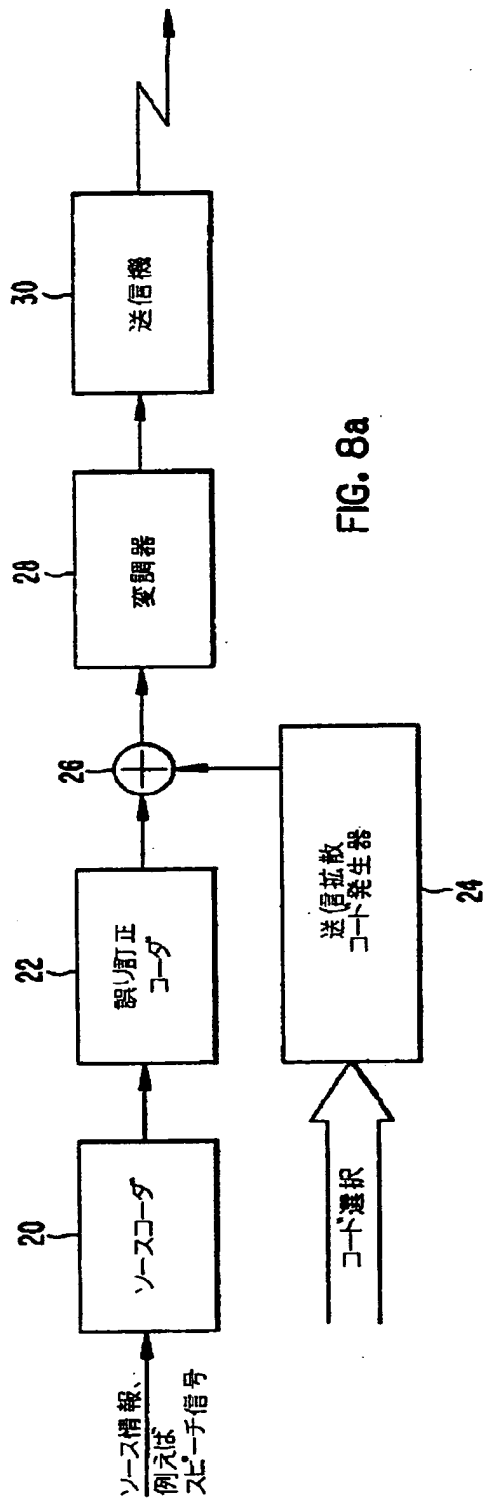 ソース情報、
例えば
スピーチ信号
20
ソースコーダ
22
誤り訂正
コーダ
26
28
変調器
30
送信機
コード選択
送信拡散
コード発生器
24
FIG. 8a